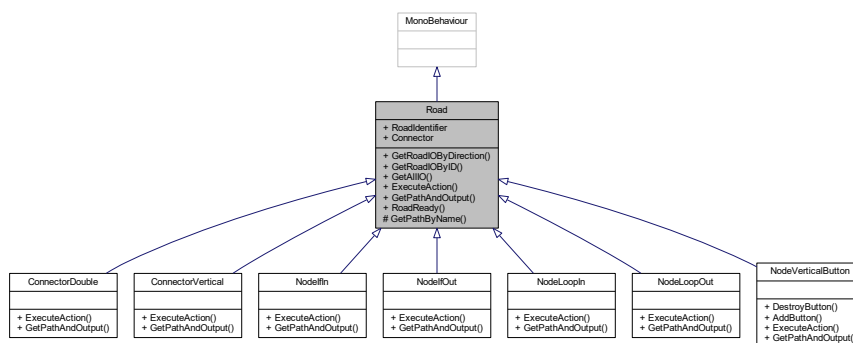 MonoBehaviour
Road
+ RoadIdentifier
+ Connector
+ GetRoadIOByDirection()
+ GetRoadIOByID()
+ GetAllIO()
+ ExecuteAction()
+ GetPathAndOutput()
+ RoadReady()
# GetPathByName()
ConnectorDouble
+ ExecuteAction()
+ GetPathAndOutput()
ConnectorVertical
+ ExecuteAction()
+ GetPathAndOutput()
NodeIfIn
+ ExecuteAction()
+ GetPathAndOutput()
NodeIfOut
+ ExecuteAction()
+ GetPathAndOutput()
NodeLoopIn
+ ExecuteAction()
+ GetPathAndOutput()
NodeLoopOut
+ ExecuteAction()
+ GetPathAndOutput()
NodeVerticalButton
+ DestroyButton()
+ AddButton()
+ ExecuteAction()
+ GetPathAndOutput()